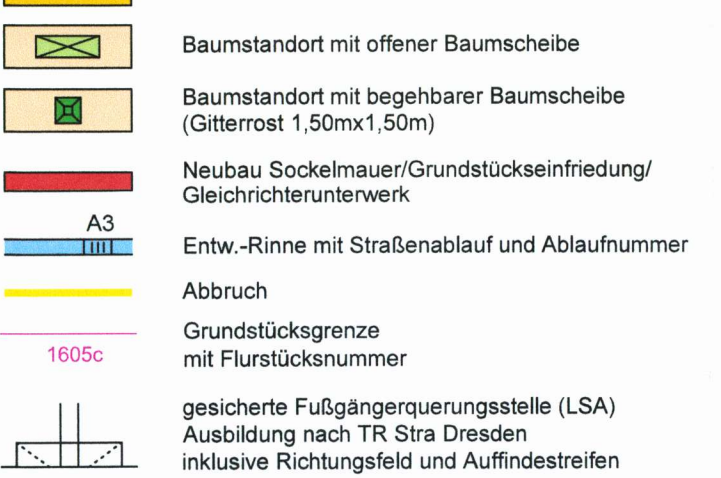 Baumstandort mit offener Baumscheibe
Baumstandort mit begehbarer Baumscheibe
(Gitterrost 1,50mx1,50m)
Neubau Sockelmauer/Grundstückseinfriedung/
Gleichrichterunterwerk
A3
Entw.-Rinne mit Straßenablauf und Ablaufnummer
Abbruch
Grundstücksgrenze
1605c
mit Flurstücksnummer
gesicherte Fußgängerquerungsstelle (LSA)
Ausbildung nach TR Stra Dresden
inklusive Richtungsfeld und Auffindestreifen